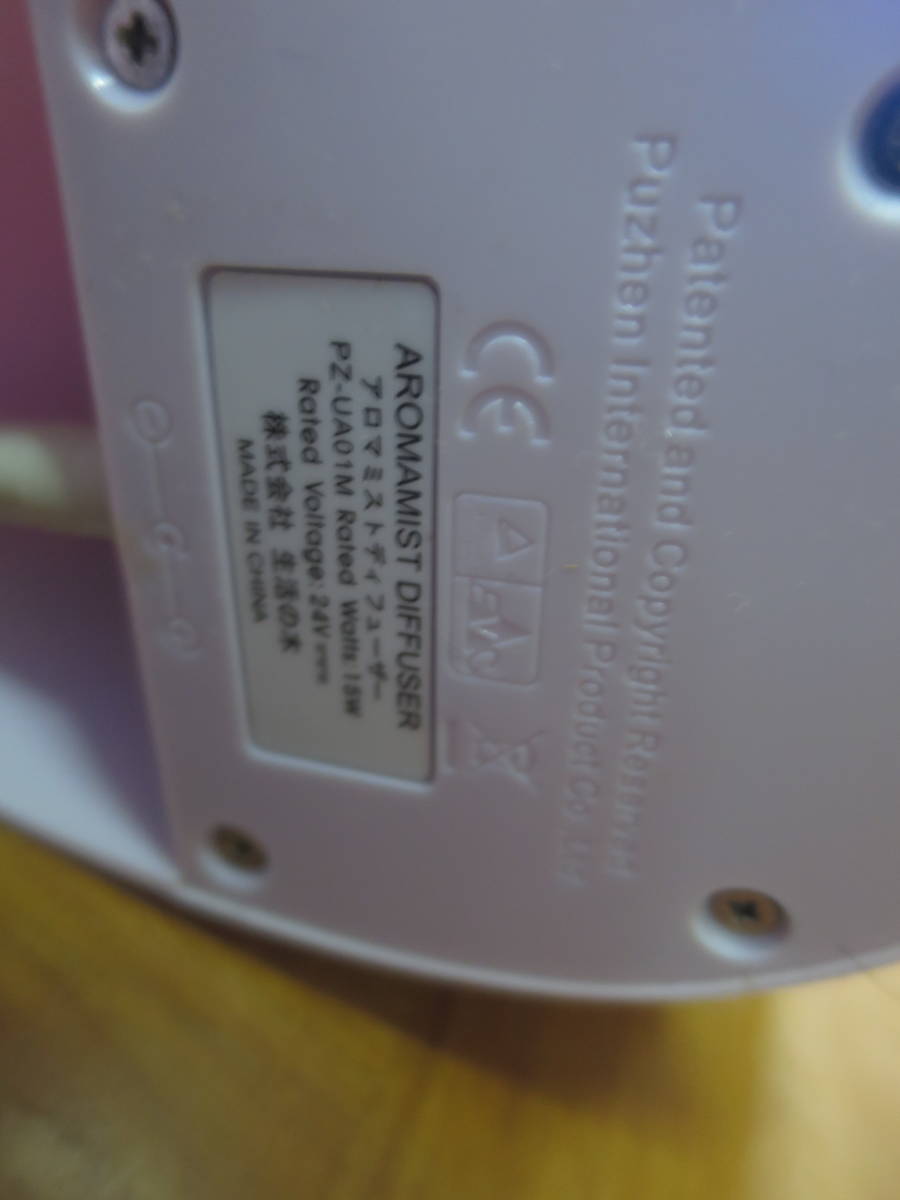 Patented and Copyright Reserved
Puzhen International Product Co., Ltd
CE
AROMAMIST DIFFUSER
アロマミストディフューザー
PZ-UA01M Rated Watts 15W
Rated Voltage: 24V
株式会社 生活の木
MADE IN CHINA